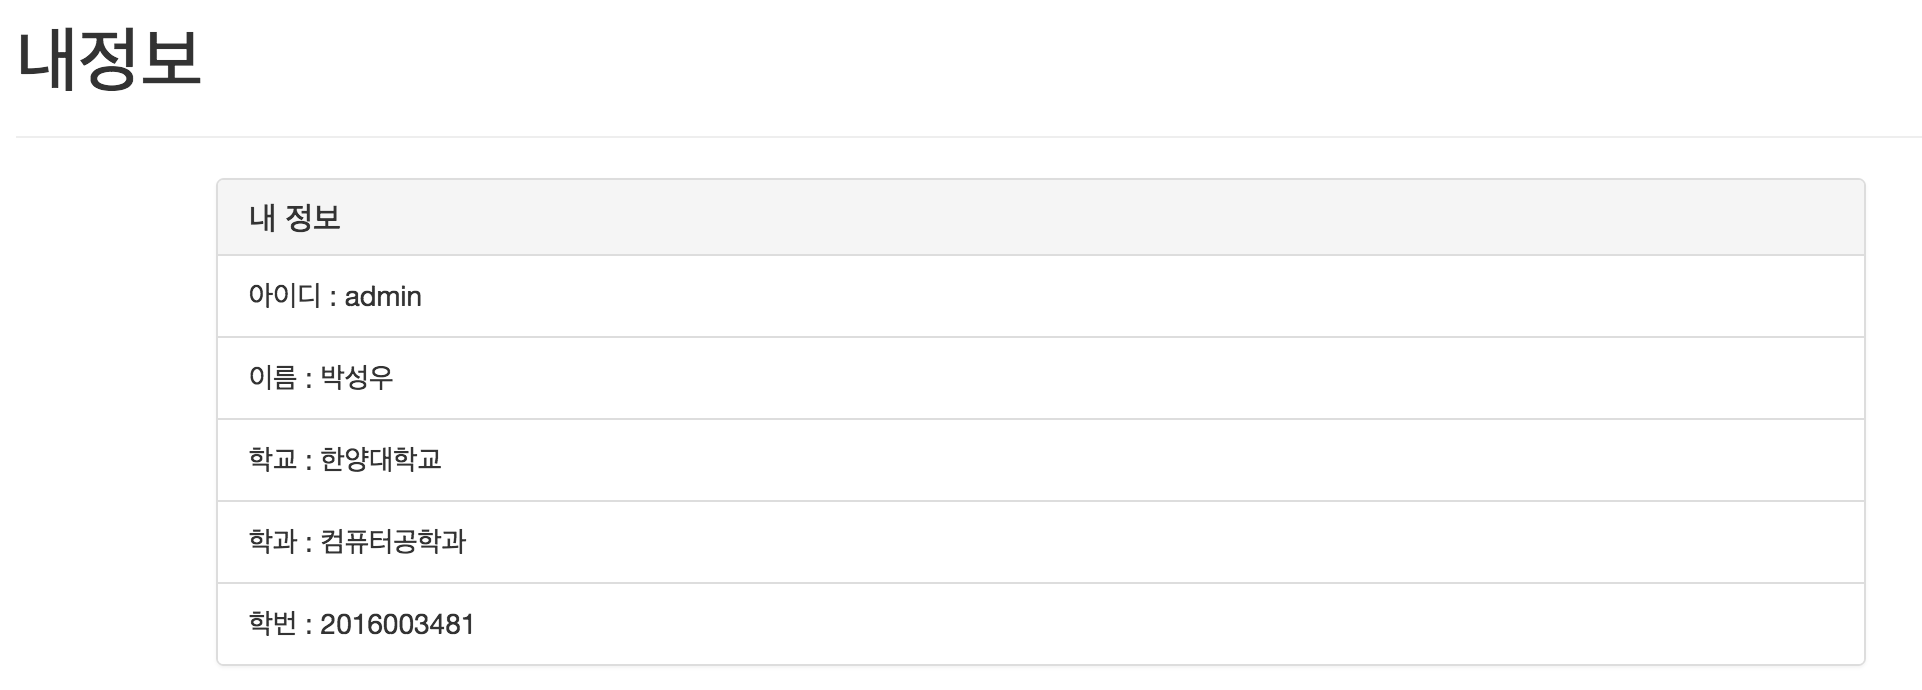 내정보
내 정보
아이디 : admin
이름 : 박성우
학교 : 한양대학교
학과 : 컴퓨터공학과
학번 : 2016003481